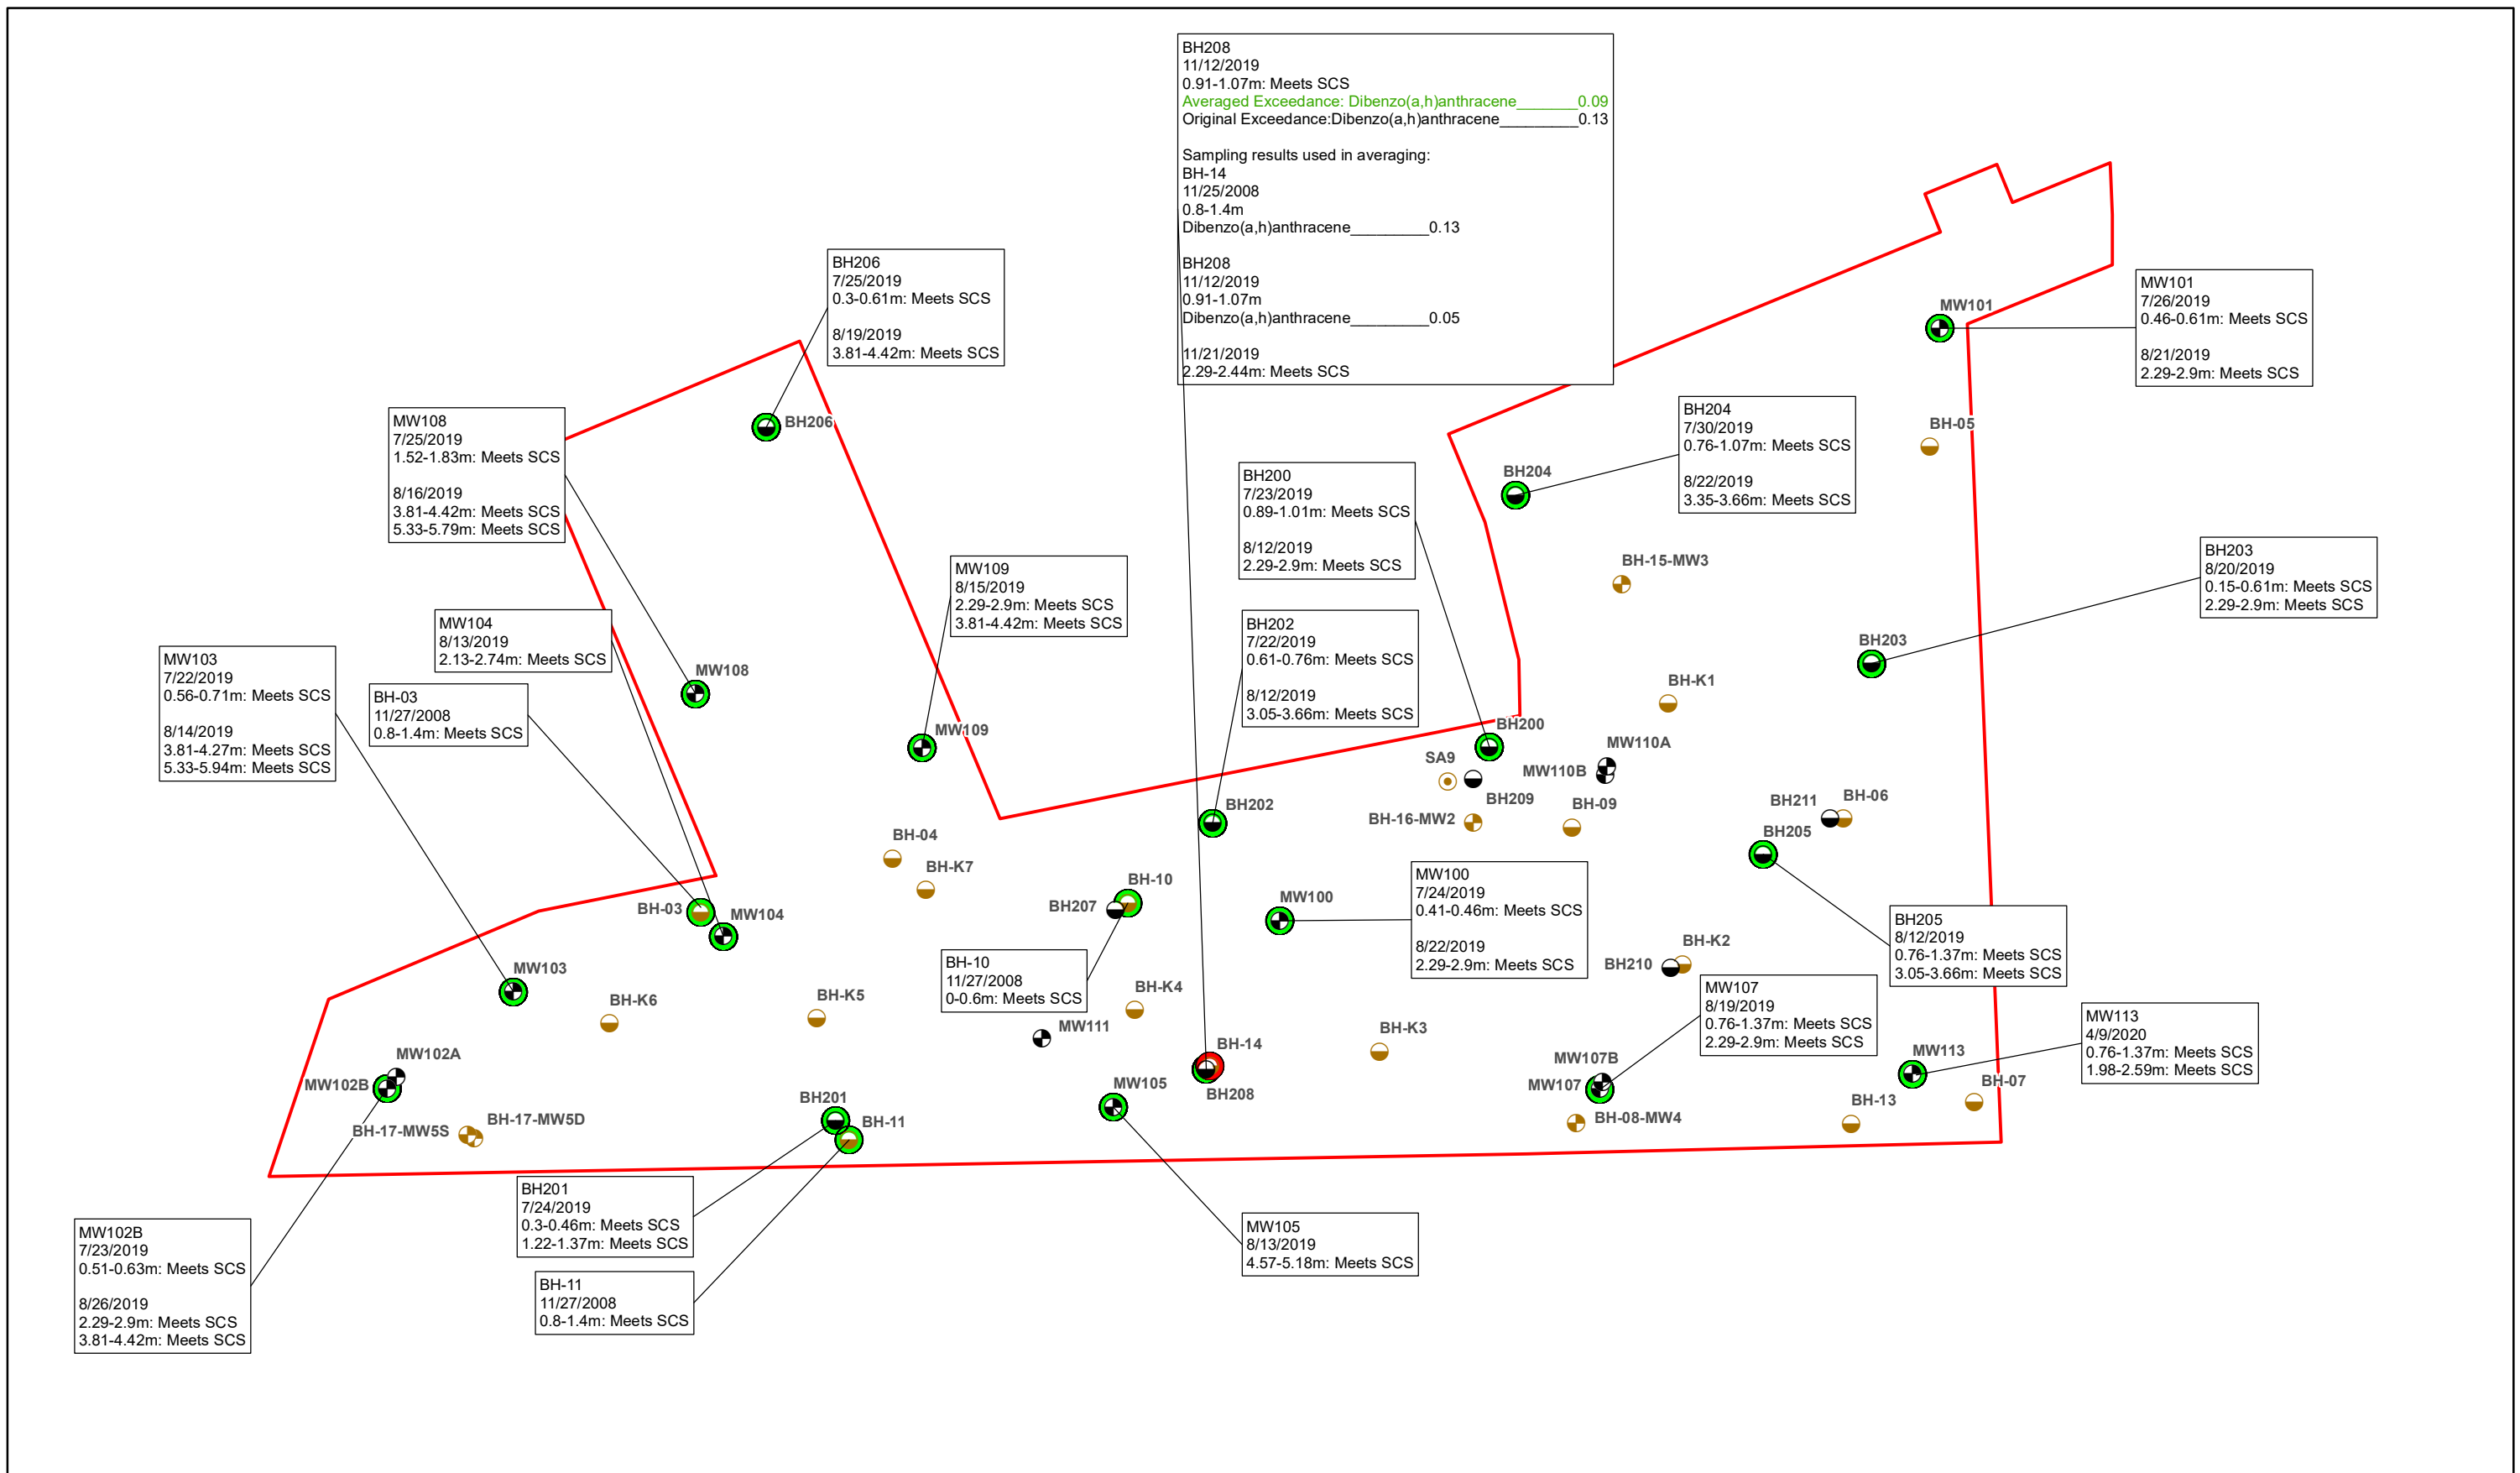 BH208
11/12/2019
0.91-1.07m: Meets SCS
Averaged Exceedance: Dibenzo(a,h)anthracene_______0.09
Original Exceedance:Dibenzo(a,h)anthracene_________0.13
Sampling results used in averaging:
BH-14
11/25/2008
0.8-1.4m
Dibenzo(a,h)anthracene_________0.13
BH208
11/12/2019
0.91-1.07m
Dibenzo(a,h)anthracene_________0.05
11/21/2019
2.29-2.44m: Meets SCS
BH206
7/25/2019
0.3-0.61m: Meets SCS
8/19/2019
3.81-4.42m: Meets SCS
BH206
MW101
MW101
7/26/2019
0.46-0.61m: Meets SCS
8/21/2019
2.29-2.9m: Meets SCS
BH-05
MW108
7/25/2019
1.52-1.83m: Meets SCS
8/16/2019
3.81-4.42m: Meets SCS
5.33-5.79m: Meets SCS
BH204
7/30/2019
0.76-1.07m: Meets SCS
8/22/2019
3.35-3.66m: Meets SCS
BH204
BH200
7/23/2019
0.89-1.01m: Meets SCS
8/12/2019
2.29-2.9m: Meets SCS
BH-15-MW3
BH203
8/20/2019
0.15-0.61m: Meets SCS
2.29-2.9m: Meets SCS
BH203
MW109
8/15/2019
2.29-2.9m: Meets SCS
3.81-4.42m: Meets SCS
MW104
8/13/2019
2.13-2.74m: Meets SCS
BH202
7/22/2019
0.61-0.76m: Meets SCS
8/12/2019
3.05-3.66m: Meets SCS
MW103
7/22/2019
0.56-0.71m: Meets SCS
8/14/2019
3.81-4.27m: Meets SCS
5.33-5.94m: Meets SCS
BH-03
11/27/2008
0.8-1.4m: Meets SCS
MW108
BH-K1
MW109
BH200
MW110A
SA9
MW110B
BH209
BH-09
BH211
BH-06
BH202
BH-16-MW2
BH205
BH-04
BH-K7
BH-10
BH207
MW100
MW100
7/24/2019
0.41-0.46m: Meets SCS
8/22/2019
2.29-2.9m: Meets SCS
BH-03
MW104
BH205
8/12/2019
0.76-1.37m: Meets SCS
3.05-3.66m: Meets SCS
BH-K2
BH210
BH-10
11/27/2008
0-0.6m: Meets SCS
MW103
BH-K6
BH-K5
BH-K4
MW111
MW107
8/19/2019
0.76-1.37m: Meets SCS
2.29-2.9m: Meets SCS
MW113
4/9/2020
0.76-1.37m: Meets SCS
1.98-2.59m: Meets SCS
BH-K3
BH-14
MW102A
MW102B
MW107B
MW107
MW113
BH-07
MW105
BH208
BH201
BH-11
BH-08-MW4
BH-13
BH-17-MW5S
BH-17-MW5D
BH201
7/24/2019
0.3-0.46m: Meets SCS
1.22-1.37m: Meets SCS
MW102B
7/23/2019
0.51-0.63m: Meets SCS
8/26/2019
2.29-2.9m: Meets SCS
3.81-4.42m: Meets SCS
MW105
8/13/2019
4.57-5.18m: Meets SCS
BH-11
11/27/2008
0.8-1.4m: Meets SCS